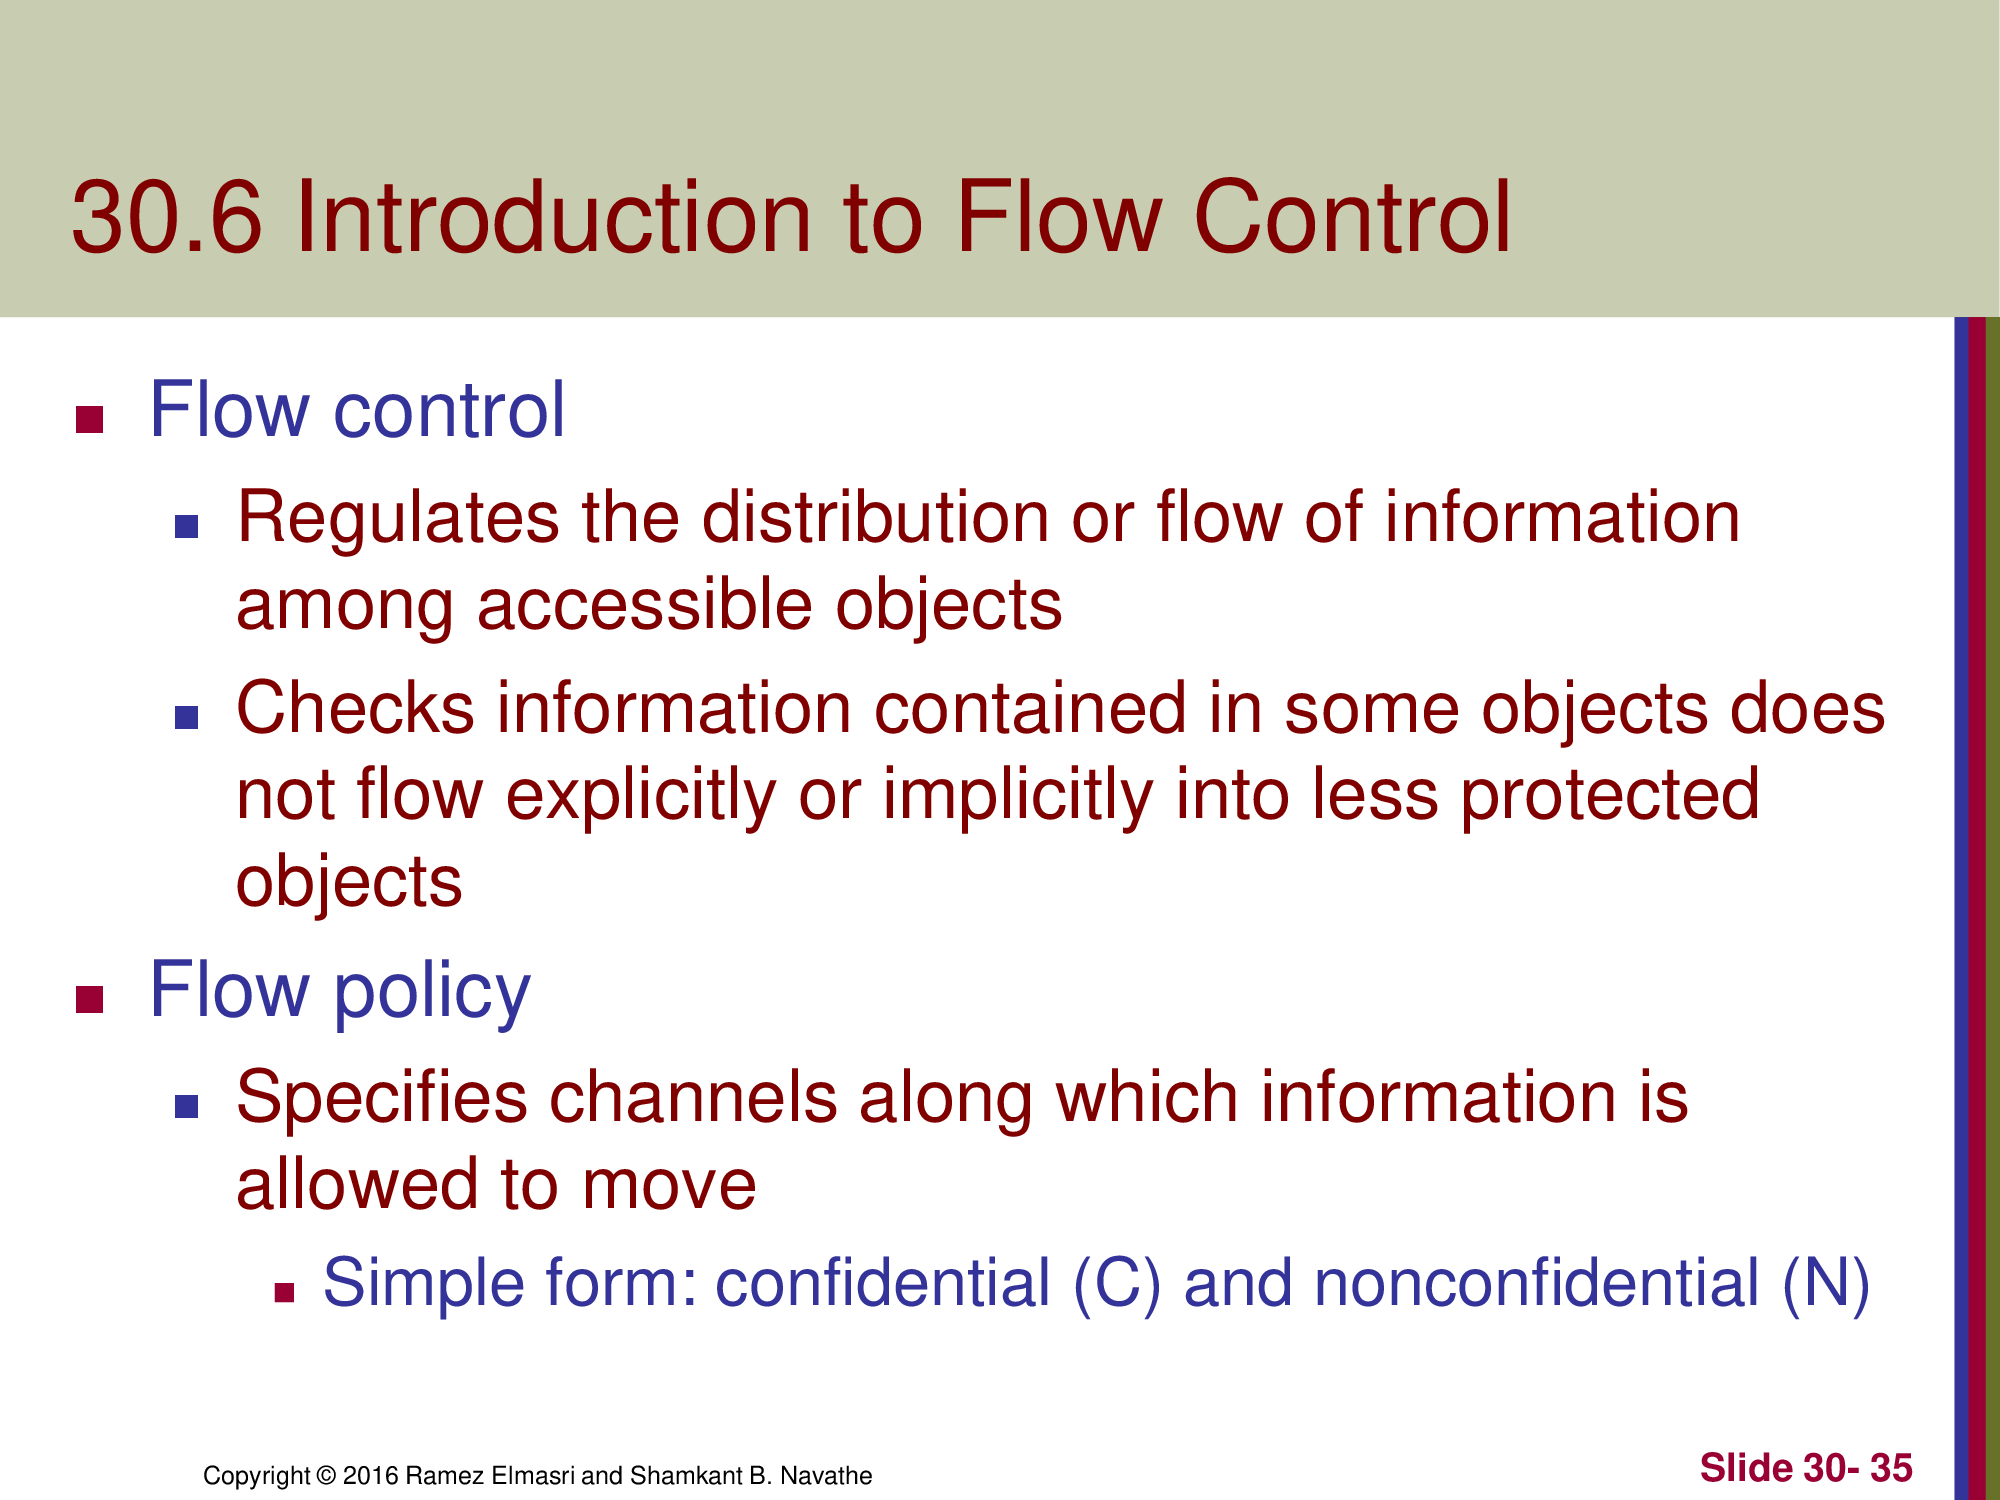 30.6 Introduction to Flow Control
Flow control
Regulates the distribution or flow of information
among accessible objects
Checks information contained in some objects does
not flow explicitly or implicitly into less protected
objects
Flow policy
Specifies channels along which information is
allowed to move
Simple form: confidential (C) and nonconfidential (N)
Copyright © 2016 Ramez Elmasri and Shamkant B. Navathe
Slide 30- 35